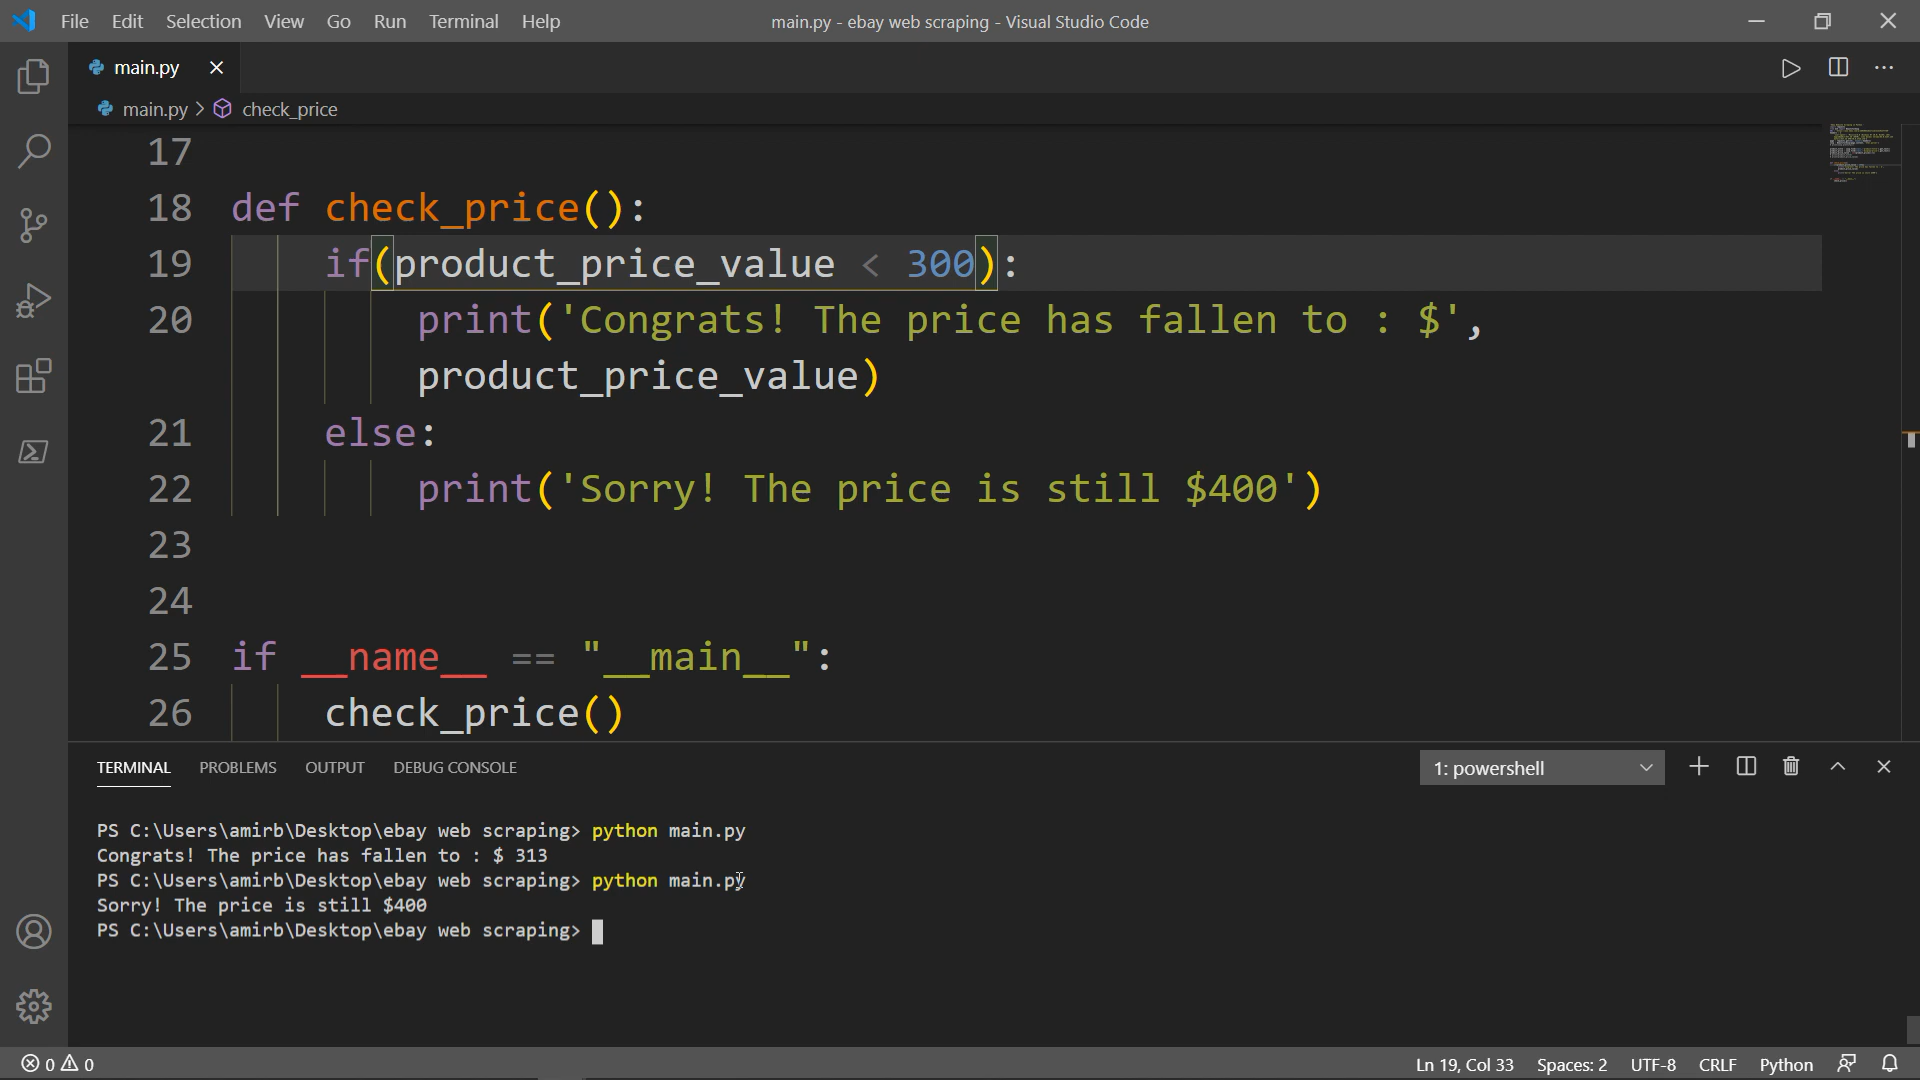 File Edit Selection View Go Run Terminal Help main.py - ebay web scraping - Visual Studio Code
main.py
main.py > check_price
17
18 def check_price():
19 if(product_price_value < 300):
20 print('Congrats! The price has fallen to : $',
product_price_value)
21 else:
22 print('Sorry! The price is still $400')
23
24
25 if __name__ == "__main__":
26 check_price()
TERMINAL PROBLEMS OUTPUT DEBUG CONSOLE 1: powershell
PS C:\Users\amirb\Desktop\ebay web scraping> python main.py
Congrats! The price has fallen to : $ 313
PS C:\Users\amirb\Desktop\ebay web scraping> python main.py
Sorry! The price is still $400
PS C:\Users\amirb\Desktop\ebay web scraping>
0 0 Ln 19, Col 33 Spaces: 2 UTF-8 CRLF Python